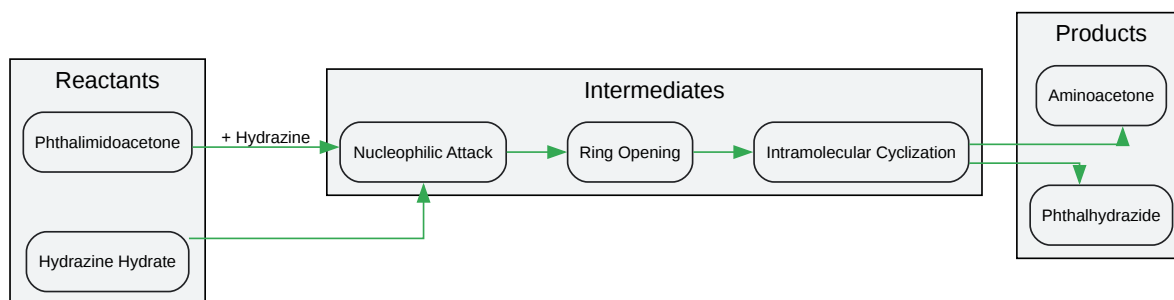 Reactants
Phthalimidoacetone
Hydrazine Hydrate
+ Hydrazine
Intermediates
Nucleophilic Attack
Ring Opening
Intramolecular Cyclization
Products
Aminoacetone
Phthalhydrazide